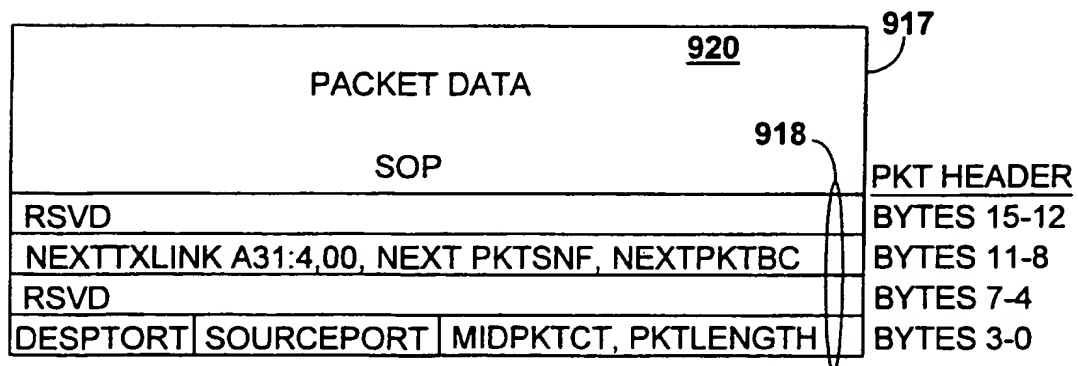 917
920
PACKET DATA
918
SOP
PKT HEADER
RSVD BYTES 15-12
NEXTTXLINK A31:4,00, NEXT PKTSNF, NEXTPKTBC BYTES 11-8
RSVD BYTES 7-4
DESPTORT SOURCEPORT MIDPKTCT, PKTLENGTH BYTES 3-0